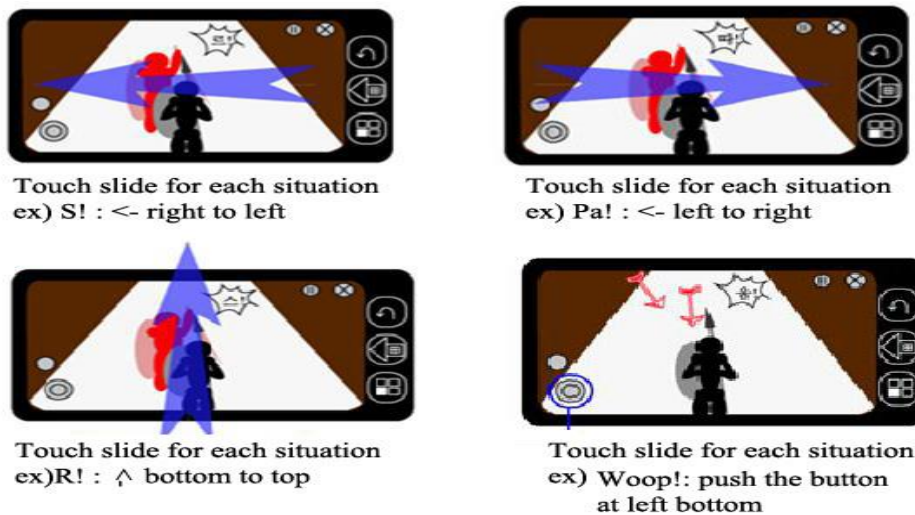 Touch slide for each situation
ex) S! : <- right to left
Touch slide for each situation
ex) Pa! : <- left to right
Touch slide for each situation
ex)R! : ^ bottom to top
Touch slide for each situation
ex) Woop!: push the button
at left bottom